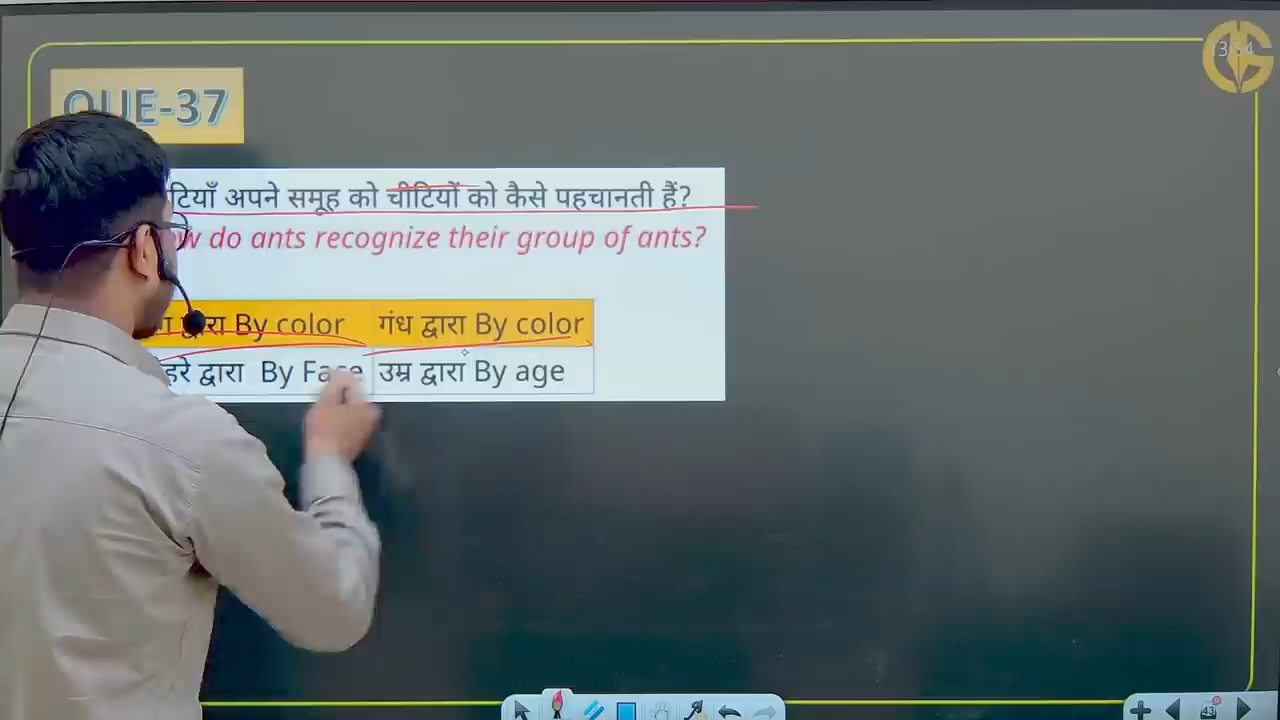 QUE-37
टियाँ अपने समूह को चीटियों को कैसे पहचानती हैं?
do ants recognize their group of ants?
द्वारा By color गंध द्वारा By color
द्वारा By Face उम्र द्वारा By age
43